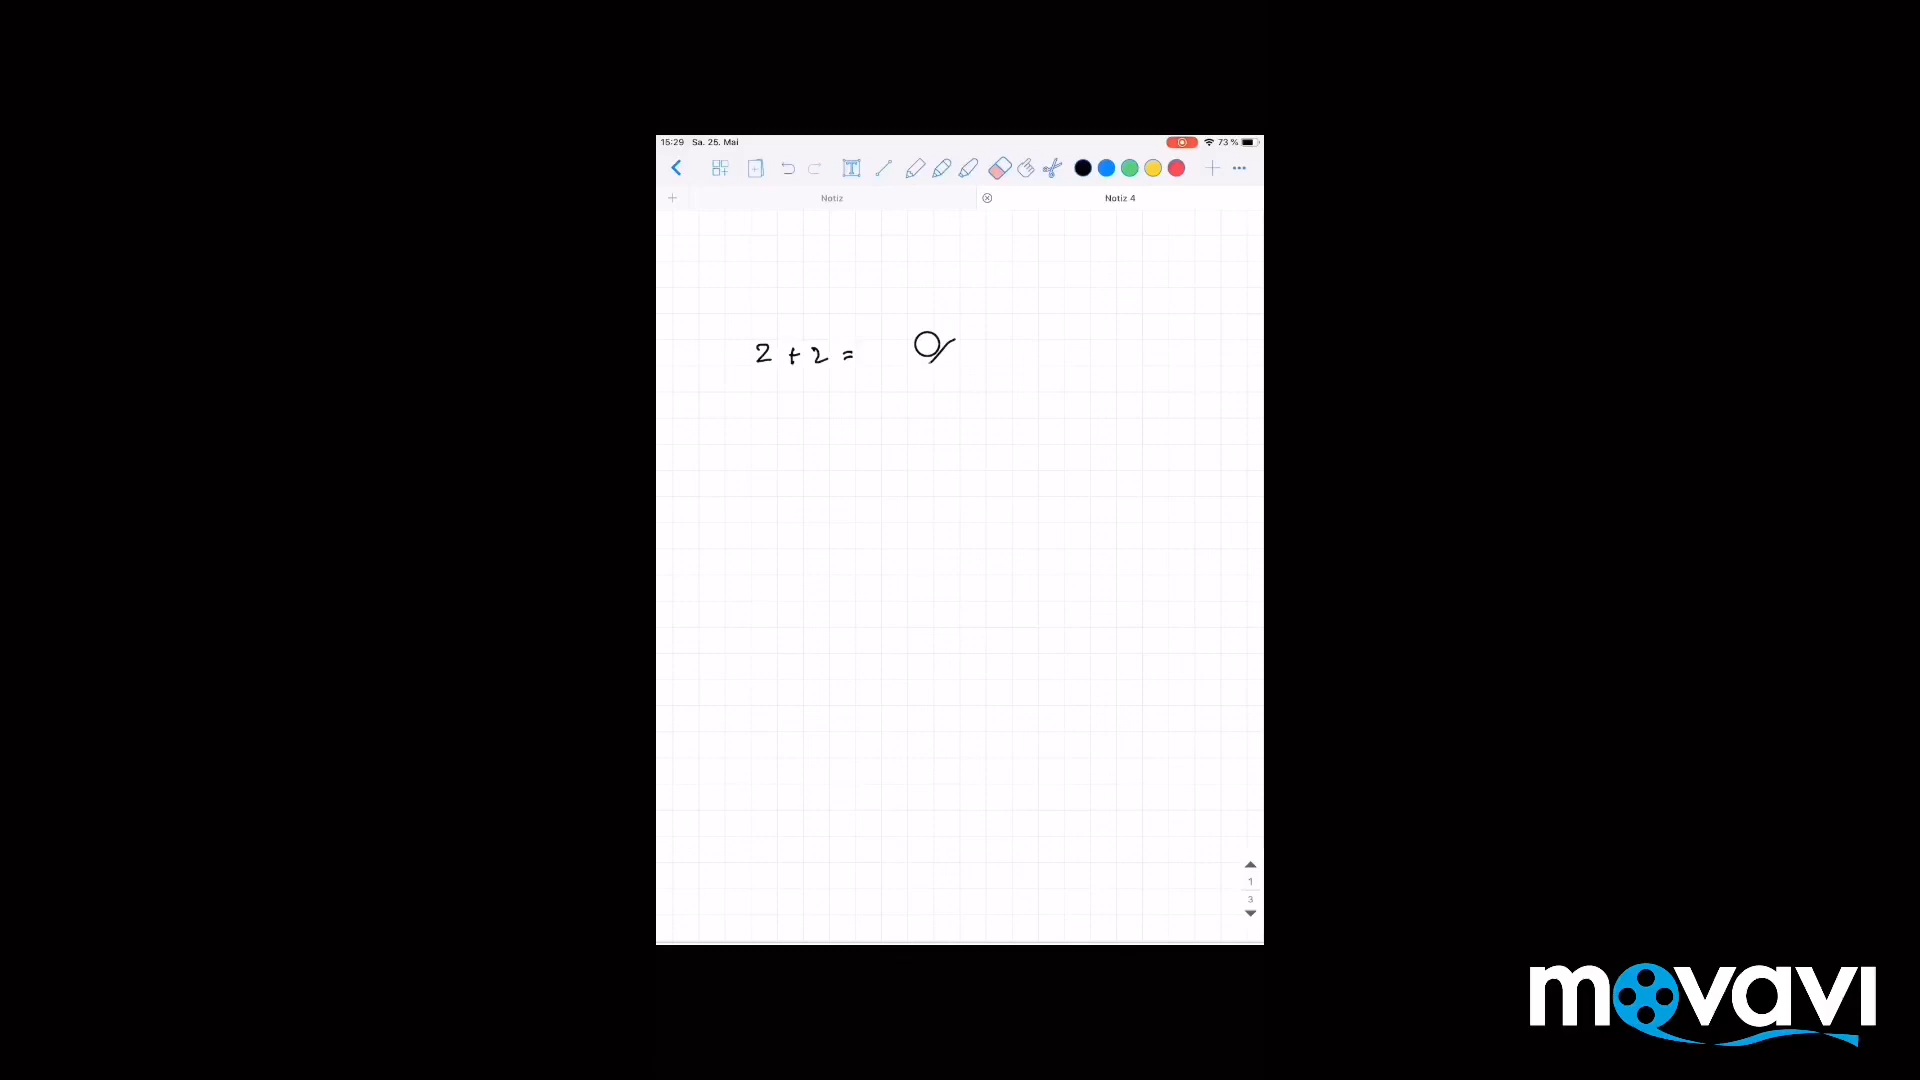 15:29 Sa. 25. Mai 73 %
Notiz Notiz 4
2 + 2 =
1
3
movavi